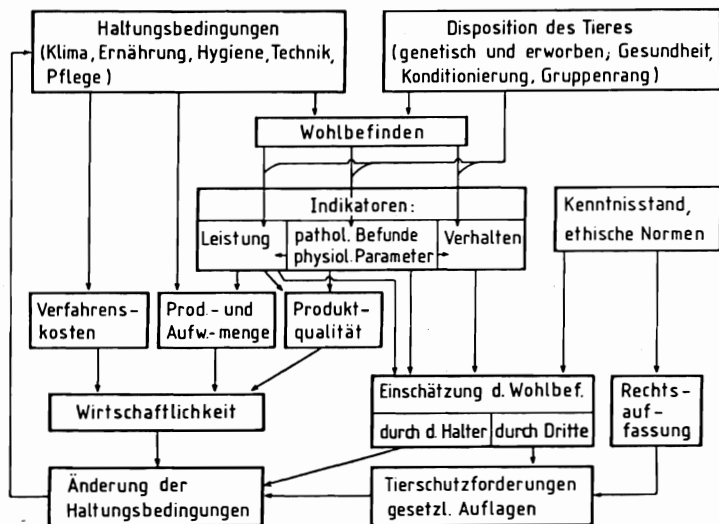 Haltungsbedingungen
(Klima, Ernährung, Hygiene, Technik,
Pflege)
Disposition des Tieres
(genetisch und erworben; Gesundheit,
Konditionierung, Gruppenrang)
Wohlbefinden
Indikatoren:
Leistung
pathol. Befunde
physiol. Parameter
Verhalten
Kenntnisstand,
ethische Normen
Verfahrens-
kosten
Prod.- und
Aufw.-menge
Produkt-
qualität
Wirtschaftlichkeit
Einschätzung d. Wohlbef.
durch d. Halter
durch Dritte
Rechts-
auf-
fassung
Änderung der
Haltungsbedingungen
Tierschutzforderungen
gesetzl. Auflagen